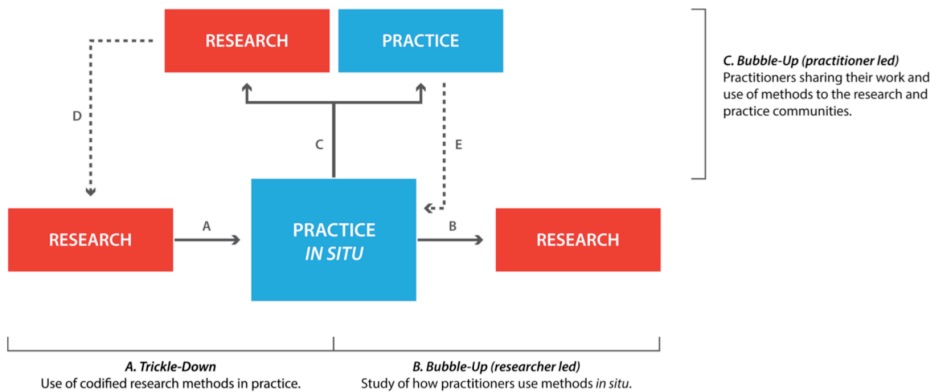 RESEARCH
PRACTICE
C. Bubble-Up (practitioner led)
Practitioners sharing their work and
use of methods to the research and
practice communities.
D
C
E
RESEARCH
A
PRACTICE
IN SITU
B
RESEARCH
A. Trickle-Down
Use of codified research methods in practice.
B. Bubble-Up (researcher led)
Study of how practitioners use methods in situ.